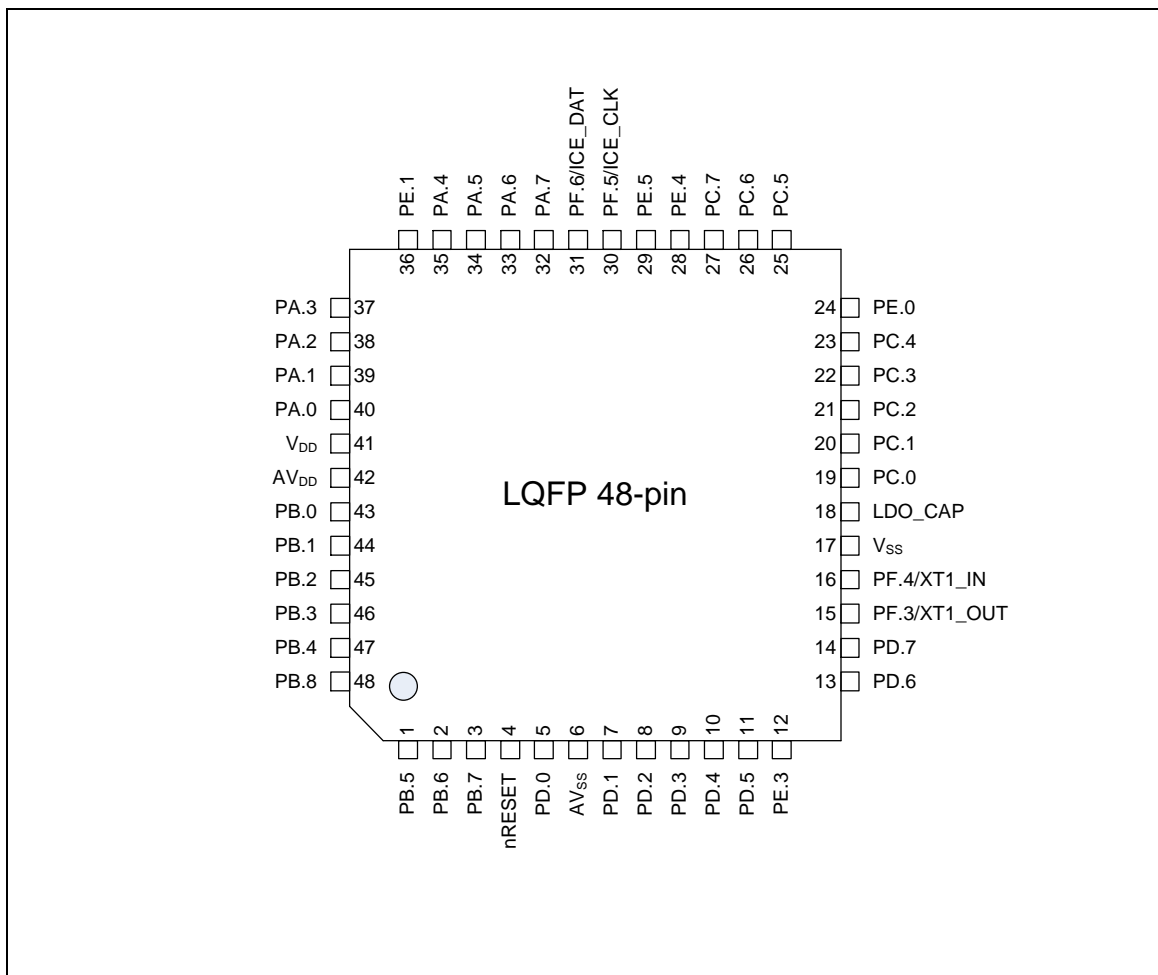 PE.1
PA.4
PA.5
PA.6
PA.7
PF.6/ICE_DAT
PF.5/ICE_CLK
PE.5
PE.4
PC.7
PC.6
PC.5
36
35
34
33
32
31
30
29
28
27
26
25
PA.3 37
PA.2 38
PA.1 39
PA.0 40
VDD 41
AVDD 42
PB.0 43
PB.1 44
PB.2 45
PB.3 46
PB.4 47
PB.8 48
LQFP 48-pin
24 PE.0
23 PC.4
22 PC.3
21 PC.2
20 PC.1
19 PC.0
18 LDO_CAP
17 VSS
16 PF.4/XT1_IN
15 PF.3/XT1_OUT
14 PD.7
13 PD.6
1
2
3
4
5
6
7
8
9
10
11
12
PB.5
PB.6
PB.7
nRESET
PD.0
AVSS
PD.1
PD.2
PD.3
PD.4
PD.5
PE.3